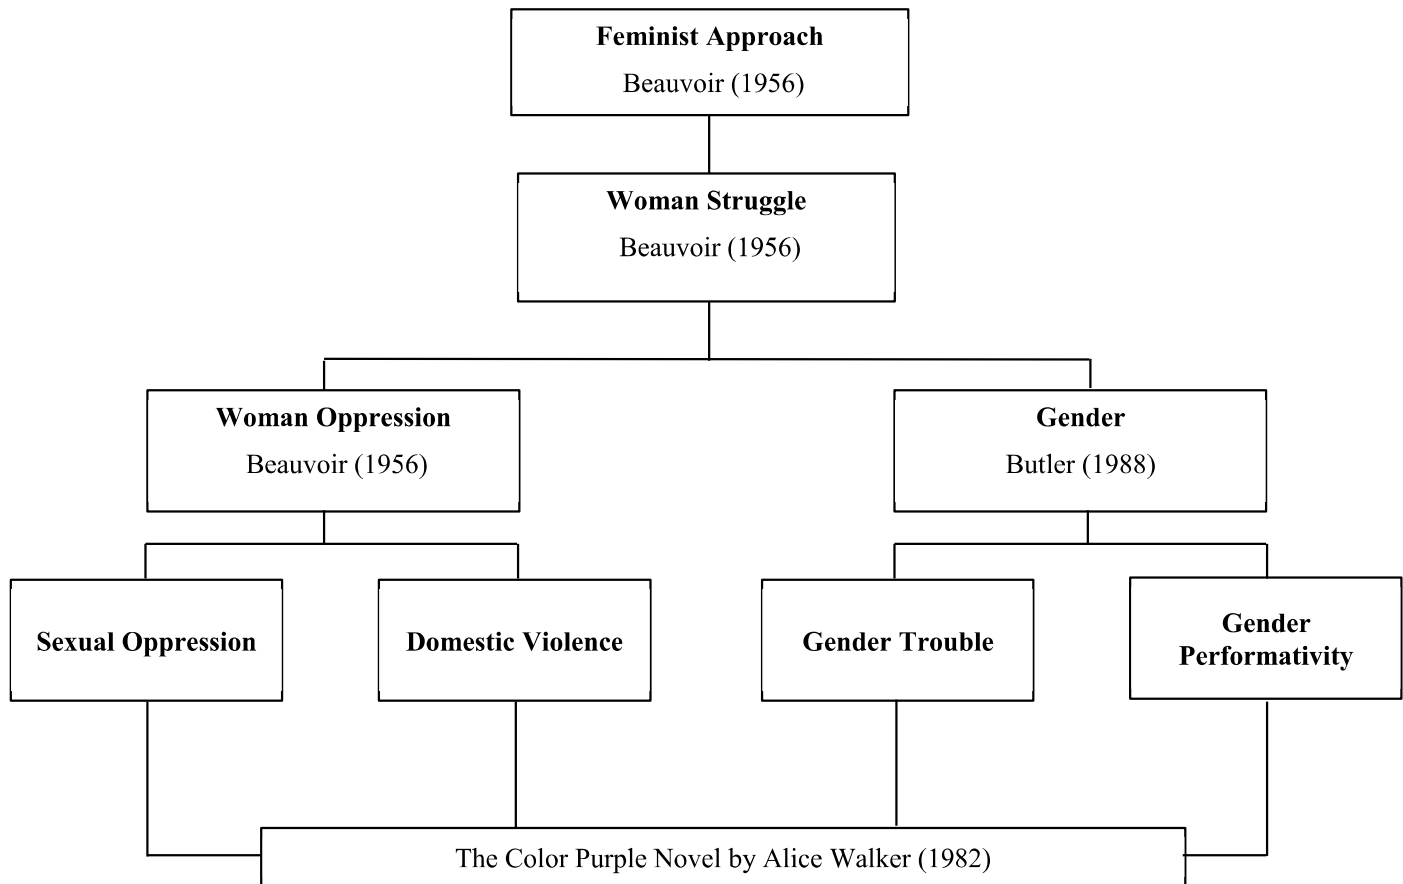 Feminist Approach
Beauvoir (1956)
Woman Struggle
Beauvoir (1956)
Woman Oppression
Beauvoir (1956)
Gender
Butler (1988)
Sexual Oppression
Domestic Violence
Gender Trouble
Gender
Performativity
The Color Purple Novel by Alice Walker (1982)